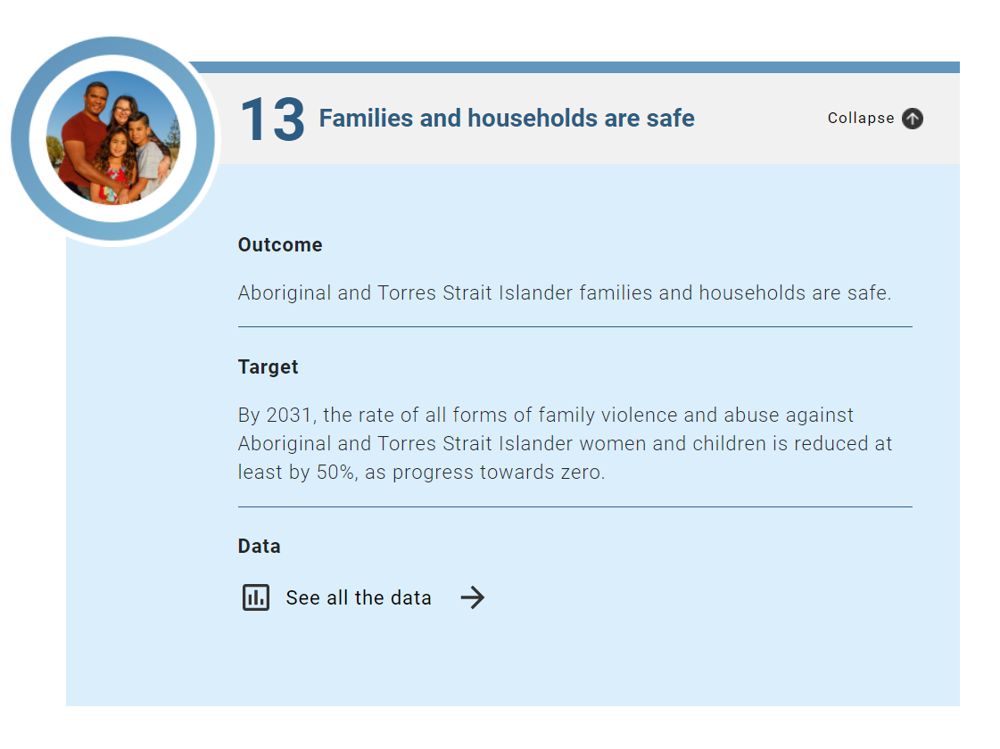 13 Families and households are safe
Collapse
Outcome
Aboriginal and Torres Strait Islander families and households are safe.
Target
By 2031, the rate of all forms of family violence and abuse against
Aboriginal and Torres Strait Islander women and children is reduced at
least by 50%, as progress towards zero.
Data
See all the data